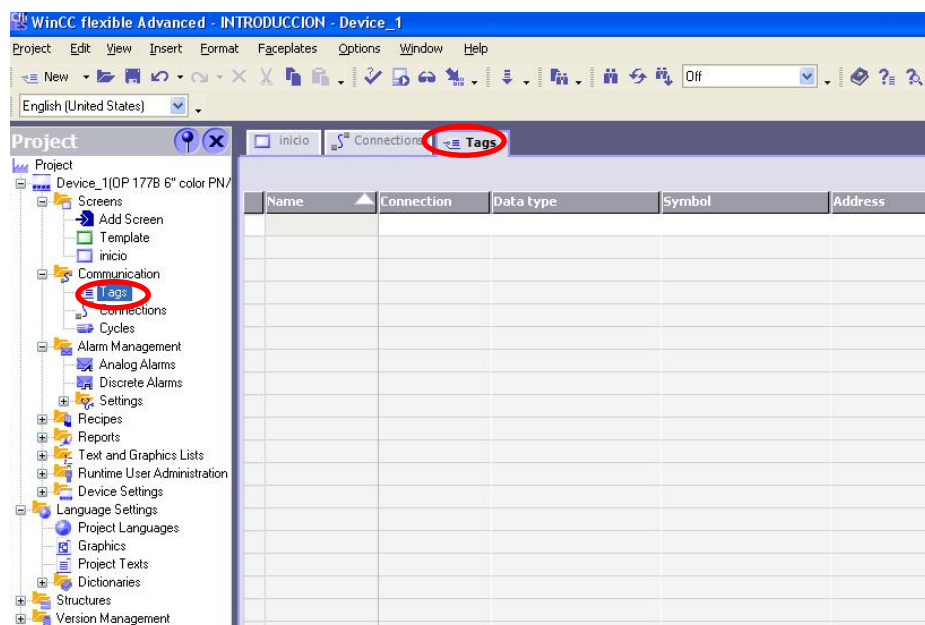 WinCC flexible Advanced - INTRODUCCION - Device_1
Project Edit View Insert Format Faceplates Options Window Help
New Off
English (United States)
Project
inicio Connections Tags
Project
Device_1(OP 177B 6" color PN/
Screens
Add Screen
Template
inicio
Communication
Tags
Connections
Cycles
Alarm Management
Analog Alarms
Discrete Alarms
Settings
Recipes
Reports
Text and Graphics Lists
Runtime User Administration
Device Settings
Language Settings
Project Languages
Graphics
Project Texts
Dictionaries
Structures
Version Management
Name Connection Data type Symbol Address